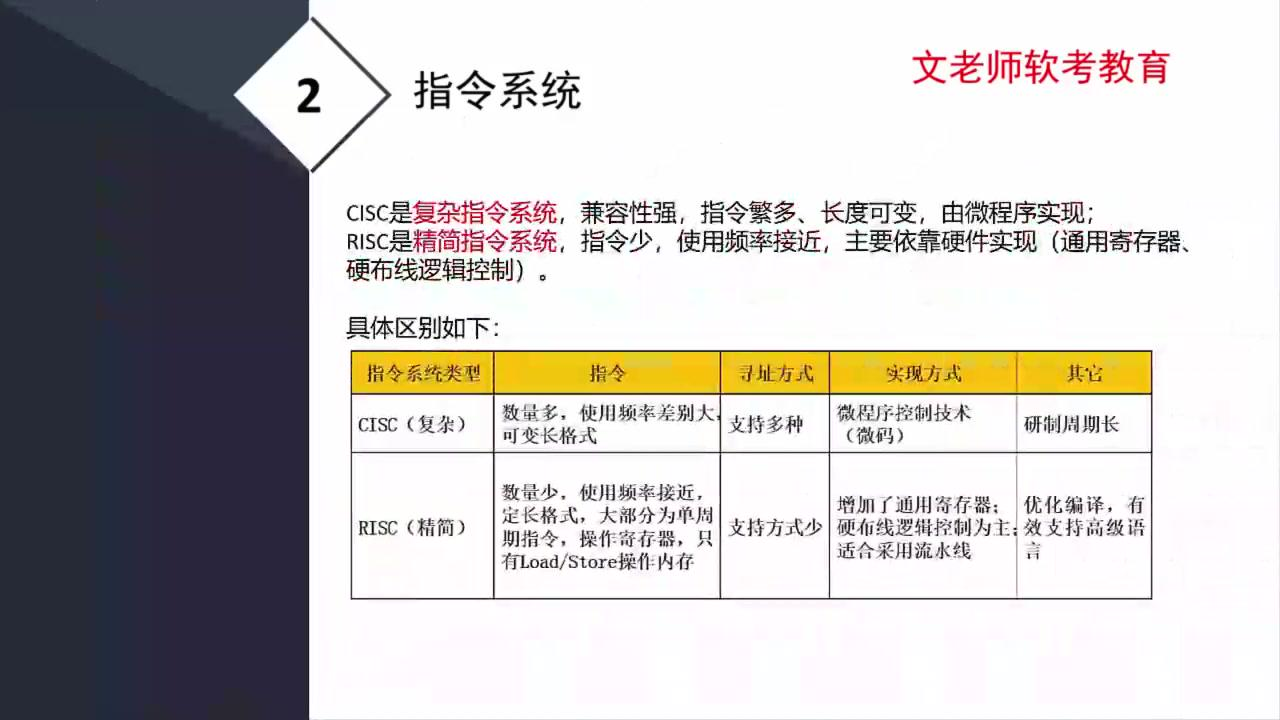 2
指令系统
文老师软考教育
CISC是复杂指令系统，兼容性强，指令繁多、长度可变，由微程序实现；
RISC是精简指令系统，指令少，使用频率接近，主要依靠硬件实现（通用寄存器、
硬布线逻辑控制）。
具体区别如下：
指令系统类型 指令 寻址方式 实现方式 其它
CISC（复杂）
数量多，使用频率差别大，
可变长格式
支持多种
微程序控制技术
（微码）
研制周期长
RISC（精简）
数量少，使用频率接近，
定长格式，大部分为单周
期指令，操作寄存器，只
有Load/Store操作内存
支持方式少
增加了通用寄存器；
硬布线逻辑控制为主；
适合采用流水线
优化编译，有
效支持高级语
言